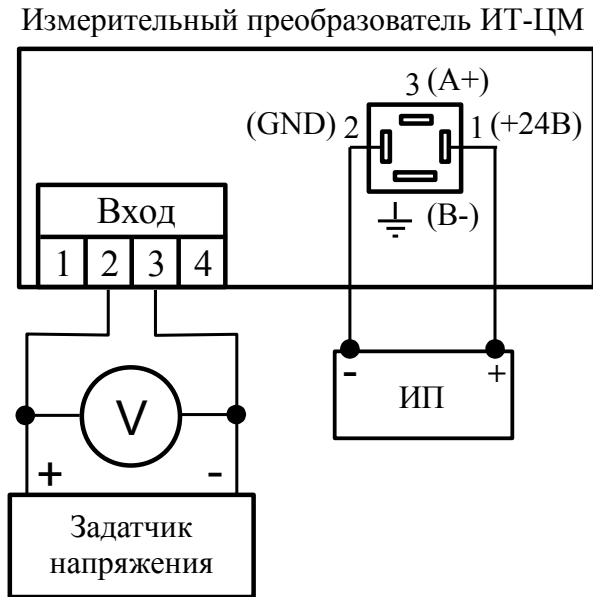 Измерительный преобразователь ИТ-ЦМ
3 (A+)
(GND) 2
1 (+24В)
(B-)
Вход
1 2 3 4
- +
ИП
V
+ -
Задатчик
напряжения